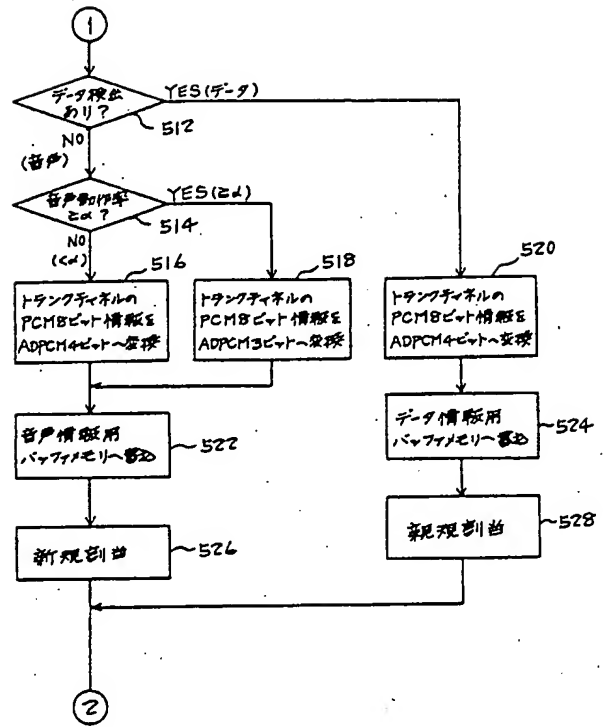 1
データ検出
あり?
YES(データ)
512
NO
(音声)
音声動作率
≧α?
YES(≧α)
514
NO
(<α)
516
518
520
トランクチャネルの
PCM8ビット情報を
ADPCM4ビットへ変換
トランクチャネルの
PCM8ビット情報を
ADPCM3ビットへ変換
トランクチャネルの
PCM8ビット情報を
ADPCM4ビットへ変換
音声情報用
バッファメモリへ書込
522
データ情報用
バッファメモリへ書込
524
新規割当
526
新規割当
528
2